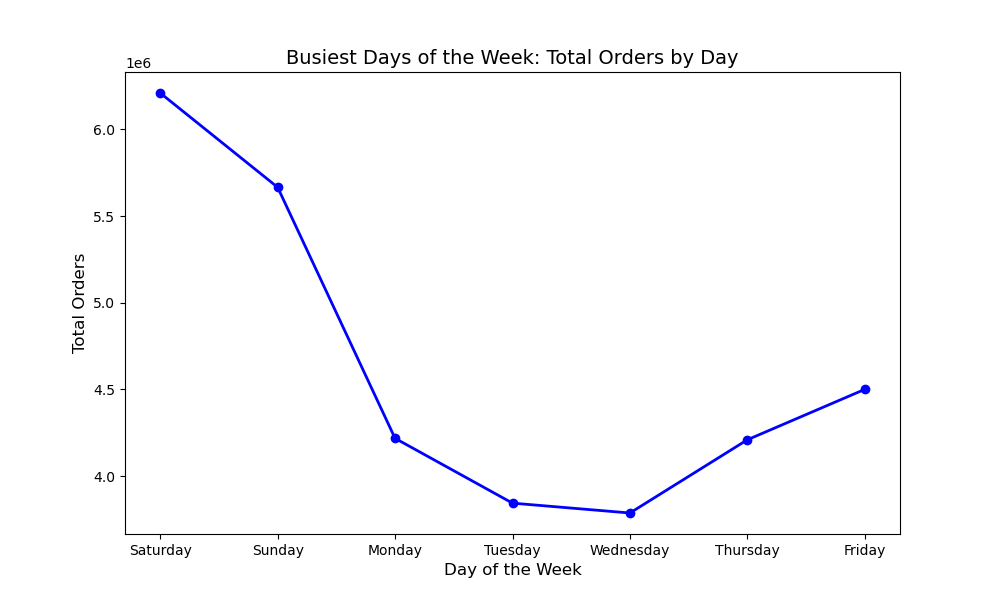 Busiest Days of the Week: Total Orders by Day
1e6
6.0
5.5
5.0
4.5
4.0
Total Orders
Saturday Sunday Monday Tuesday Wednesday Thursday Friday
Day of the Week